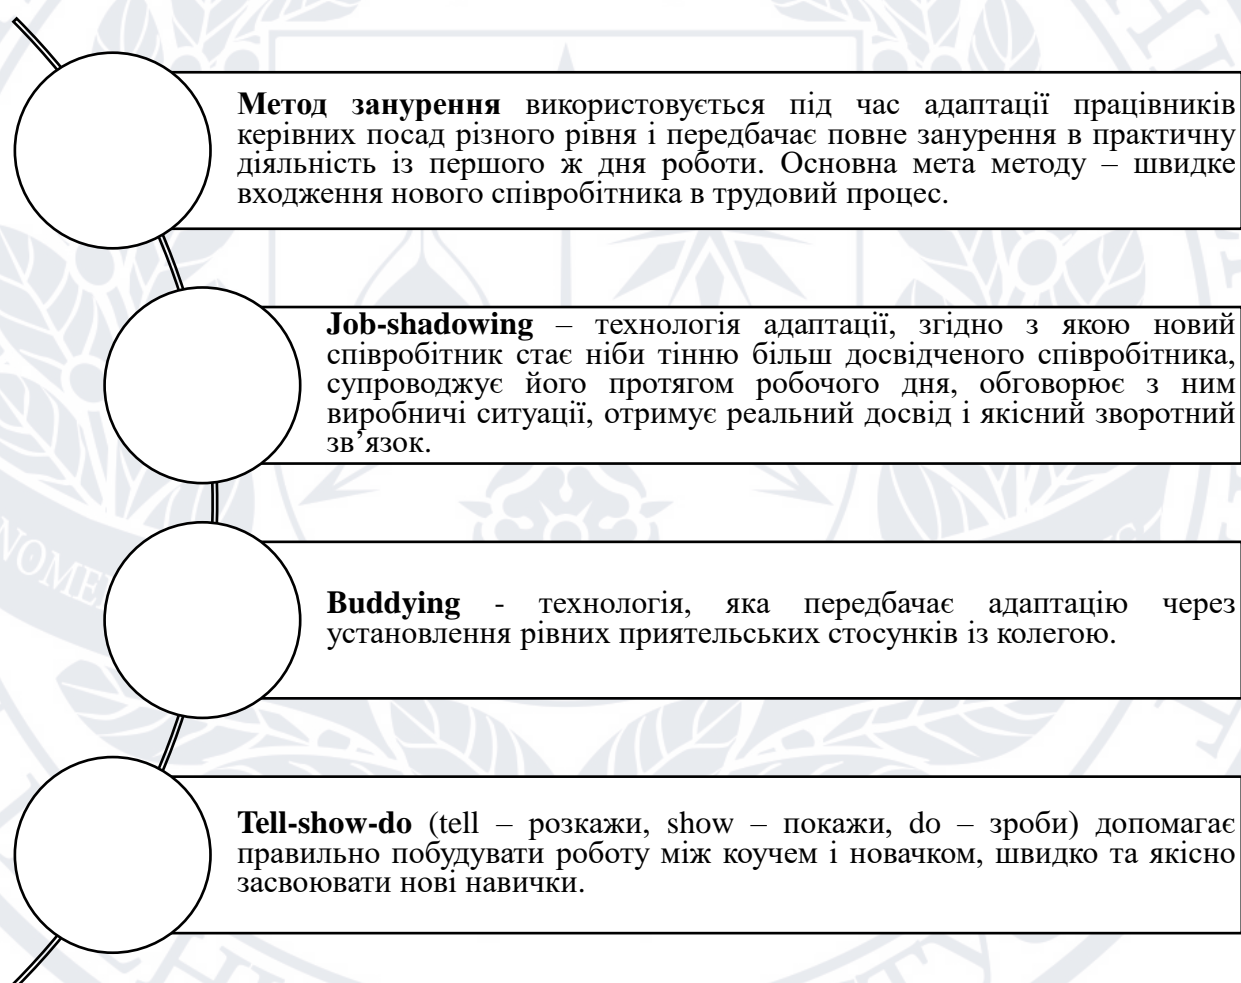 Метод занурення використовується під час адаптації працівників
керівних посад різного рівня і передбачає повне занурення в практичну
діяльність із першого ж дня роботи. Основна мета методу – швидке
входження нового співробітника в трудовий процес.
Job-shadowing – технологія адаптації, згідно з якою новий
співробітник стає ніби тінню більш досвідченого співробітника,
супроводжує його протягом робочого дня, обговорює з ним
виробничі ситуації, отримує реальний досвід і якісний зворотний
зв’язок.
Buddying - технологія, яка передбачає адаптацію через
установлення рівних приятельських стосунків із колегою.
Tell-show-do (tell – розкажи, show – покажи, do – зроби) допомагає
правильно побудувати роботу між коучем і новачком, швидко та якісно
засвоювати нові навички.